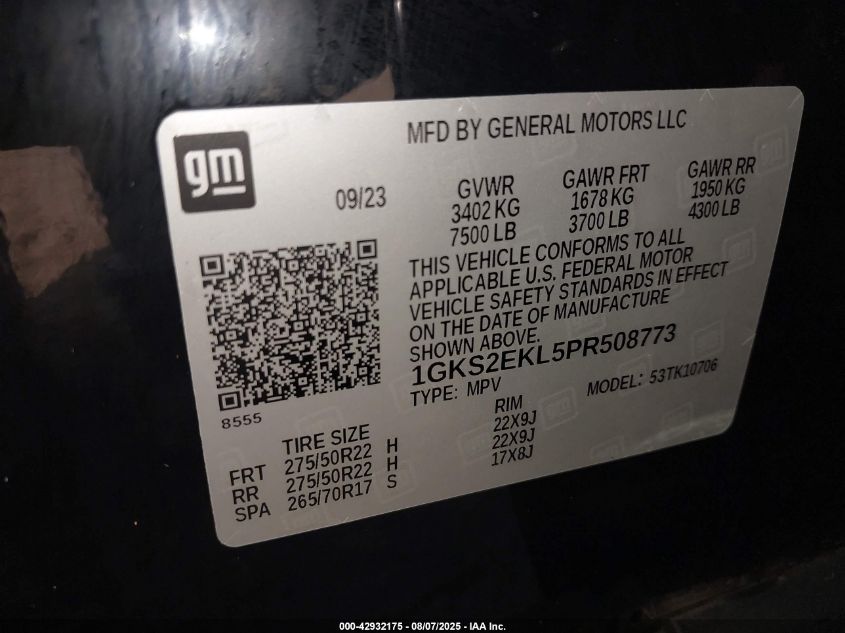 gm
MFD BY GENERAL MOTORS LLC
09/23
GVWR
3402 KG
7500 LB
GAWR FRT
1678 KG
3700 LB
GAWR RR
1950 KG
4300 LB
THIS VEHICLE CONFORMS TO ALL
APPLICABLE U.S. FEDERAL MOTOR
VEHICLE SAFETY STANDARDS IN EFFECT
ON THE DATE OF MANUFACTURE
SHOWN ABOVE.
1GKS2EKL5PR508773
TYPE: MPV
MODEL: 53TK10706
8555
TIRE SIZE RIM
FRT 275/50R22 H 22X9J
RR 275/50R22 H 22X9J
SPA 265/70R17 S 17X8J
000-42932175 - 08/07/2025 - IAA Inc.